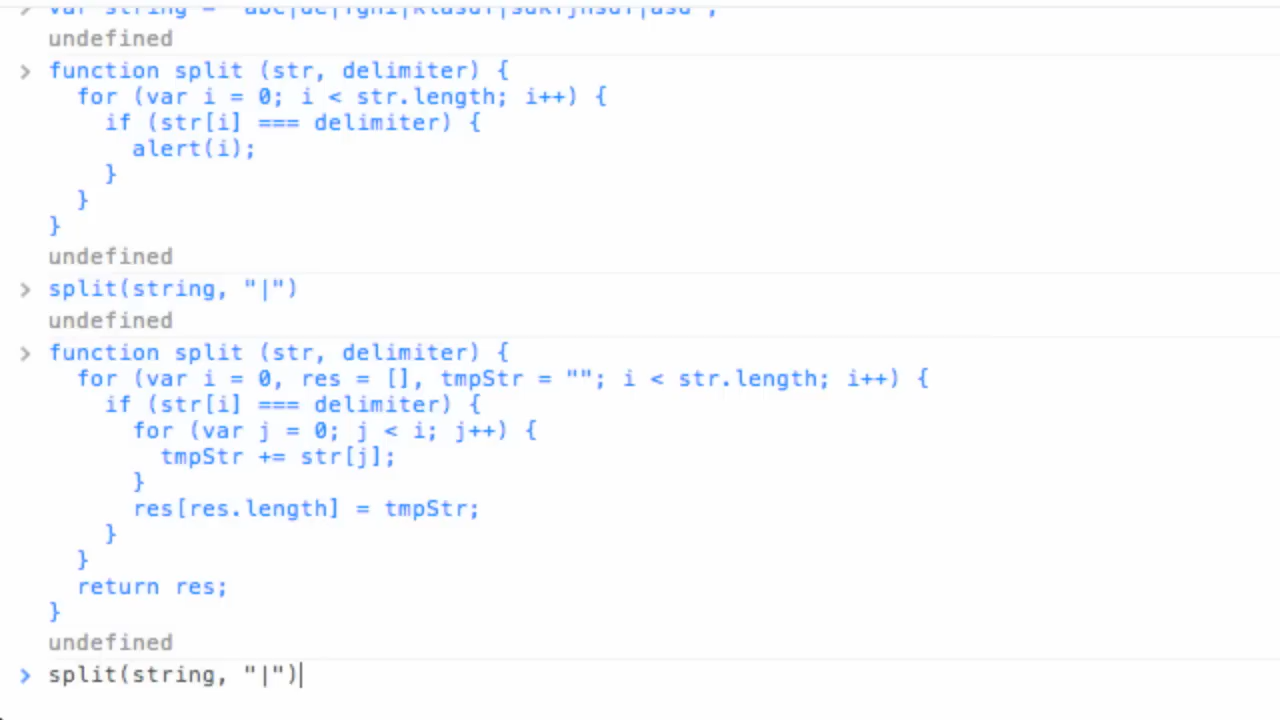 var string =
undefined
> function split (str, delimiter) {
for (var i = 0; i < str.length; i++) {
if (str[i] === delimiter) {
alert(i);
}
}
}
undefined
> split(string, "|")
undefined
> function split (str, delimiter) {
for (var i = 0, res = [], tmpStr = ""; i < str.length; i++) {
if (str[i] === delimiter) {
for (var j = 0; j < i; j++) {
tmpStr += str[j];
}
res[res.length] = tmpStr;
}
}
return res;
}
undefined
> split(string, "|")